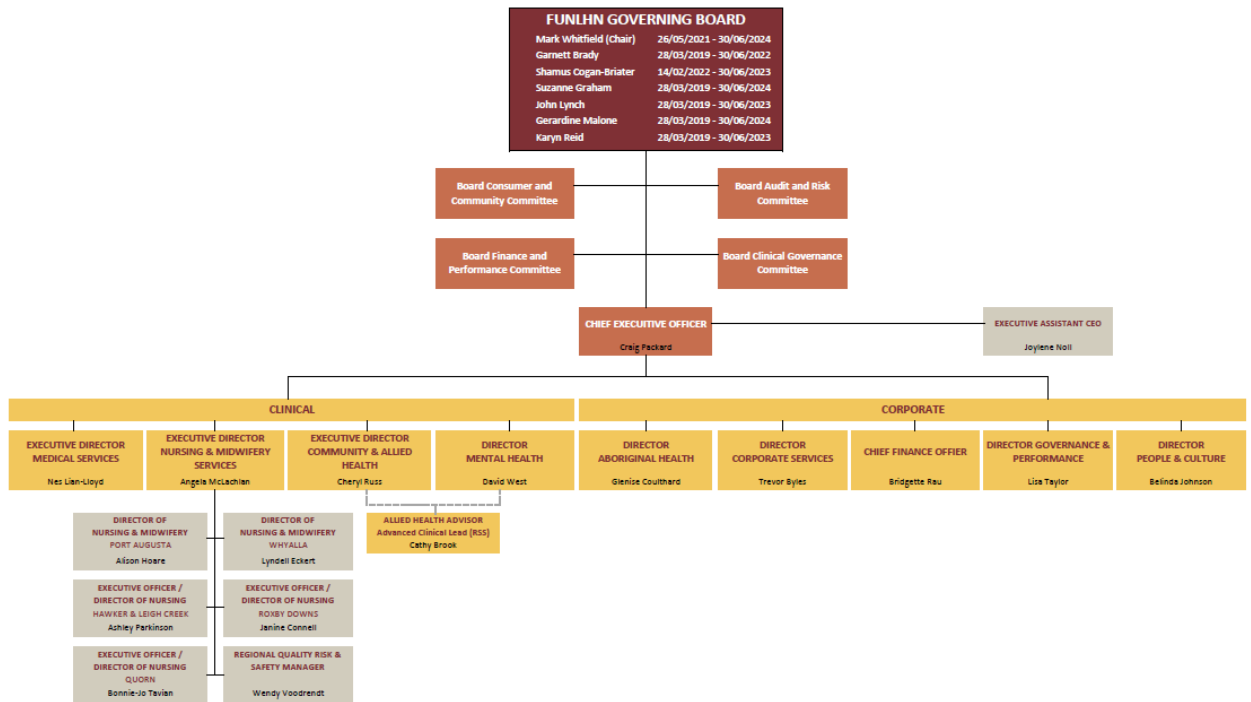 FUNLHN GOVERNING BOARD
Mark Whitfield (Chair) 26/05/2021 - 30/06/2024
Garnett Brady 28/03/2019 - 30/06/2022
Shamus Cogan-Briater 14/02/2022 - 30/06/2023
Suzanne Graham 28/03/2019 - 30/06/2024
John Lynch 28/03/2019 - 30/06/2023
Gerardine Malone 28/03/2019 - 30/06/2024
Karyn Reid 28/03/2019 - 30/06/2023
Board Consumer and
Community Committee
Board Audit and Risk
Committee
Board Finance and
Performance Committee
Board Clinical Governance
Committee
CHIEF EXECUTIVE OFFICER
Craig Packard
EXECUTIVE ASSISTANT CEO
Joylene Noll
CLINICAL
CORPORATE
EXECUTIVE DIRECTOR
MEDICAL SERVICES
Nes Lian-Lloyd
EXECUTIVE DIRECTOR
NURSING & MIDWIFERY
SERVICES
Angela McLachlan
EXECUTIVE DIRECTOR
COMMUNITY & ALLIED
HEALTH
Cheryl Russ
DIRECTOR
MENTAL HEALTH
David West
DIRECTOR
ABORIGINAL HEALTH
Glenise Coulthard
DIRECTOR
CORPORATE SERVICES
Trevor Byles
CHIEF FINANCE OFFIER
Bridgette Rau
DIRECTOR GOVERNANCE &
PERFORMANCE
Lisa Taylor
DIRECTOR
PEOPLE & CULTURE
Belinda Johnson
DIRECTOR OF
NURSING & MIDWIFERY
PORT AUGUSTA
Alison Hoare
DIRECTOR OF
NURSING & MIDWIFERY
WHYALLA
Lyndell Eckert
ALLIED HEALTH ADVISOR
Advanced Clinical Lead (RSS)
Cathy Brook
EXECUTIVE OFFICER /
DIRECTOR OF NURSING
HAWKER & LEIGH CREEK
Ashley Parkinson
EXECUTIVE OFFICER /
DIRECTOR OF NURSING
ROXBY DOWNS
Janine Connell
EXECUTIVE OFFICER /
DIRECTOR OF NURSING
QUORN
Bonnie-Jo Tavian
REGIONAL QUALITY RISK &
SAFETY MANAGER
Wendy Voodrendt